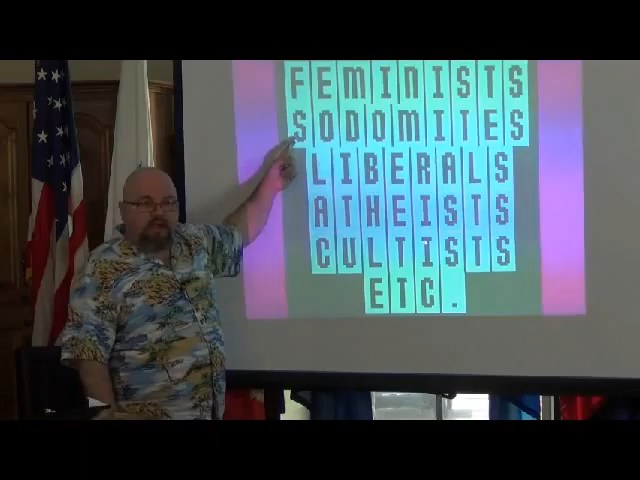 FEMINISTS
SODOMITES
LIBERALS
ATHEISTS
CULTISTS
ETC.